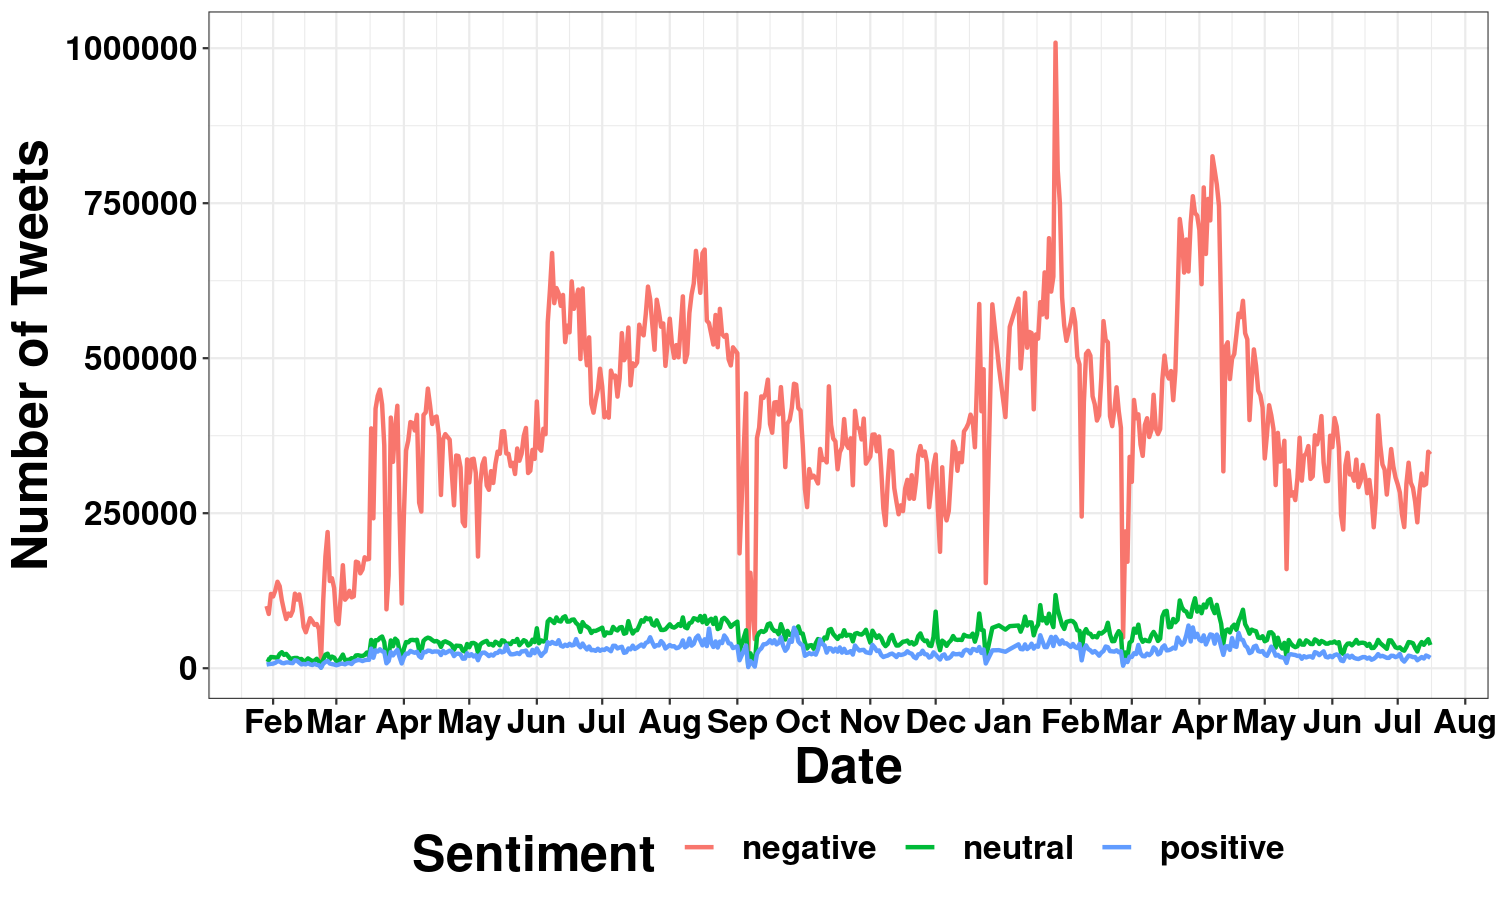 1000000
750000
500000
250000
0
Number of Tweets
Feb Mar Apr May Jun Jul Aug Sep Oct Nov Dec Jan Feb Mar Apr May Jun Jul Aug
Date
Sentiment negative neutral positive